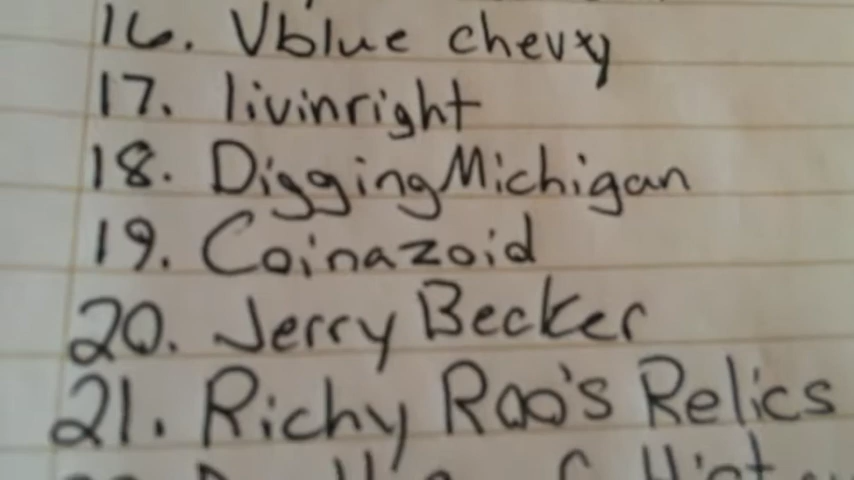 16. Vblue chevy
17. livinright
18. DiggingMichigan
19. Coinazoid
20. Jerry Becker
21. Richy Roo's Relics